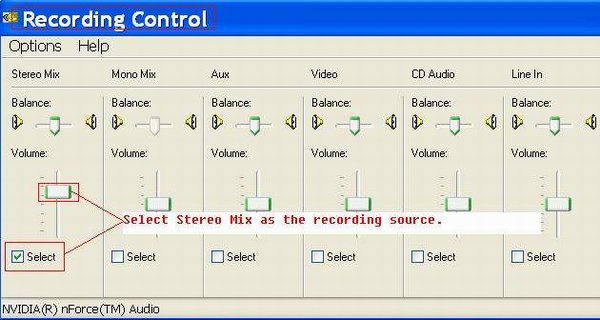 Recording Control
Options Help
Stereo Mix Mono Mix Aux Video CD Audio Line In
Balance: Balance: Balance: Balance: Balance: Balance:
Volume: Volume: Volume: Volume: Volume: Volume:
Select Stereo Mix as the recording source.
Select Select Select Select Select Select
NVIDIA(R) nForce(TM) Audio